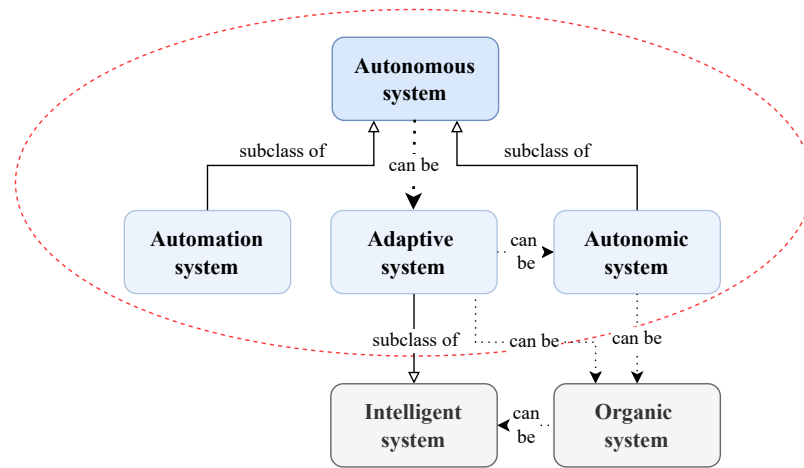 Autonomous
system
subclass of
can be
subclass of
Automation
system
Adaptive
system
can
be
Autonomic
system
subclass of
can be
can be
Intelligent
system
can
be
Organic
system